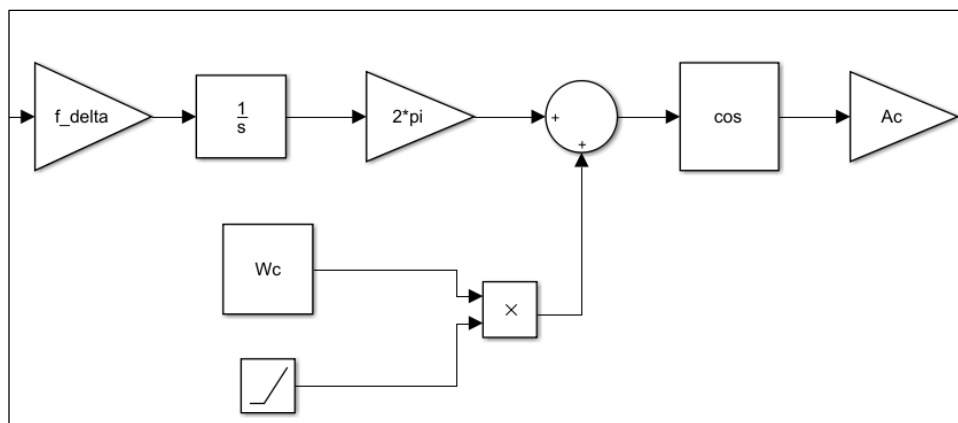 f_delta
1
s
2*pi
+
+
cos
Ac
Wc
×